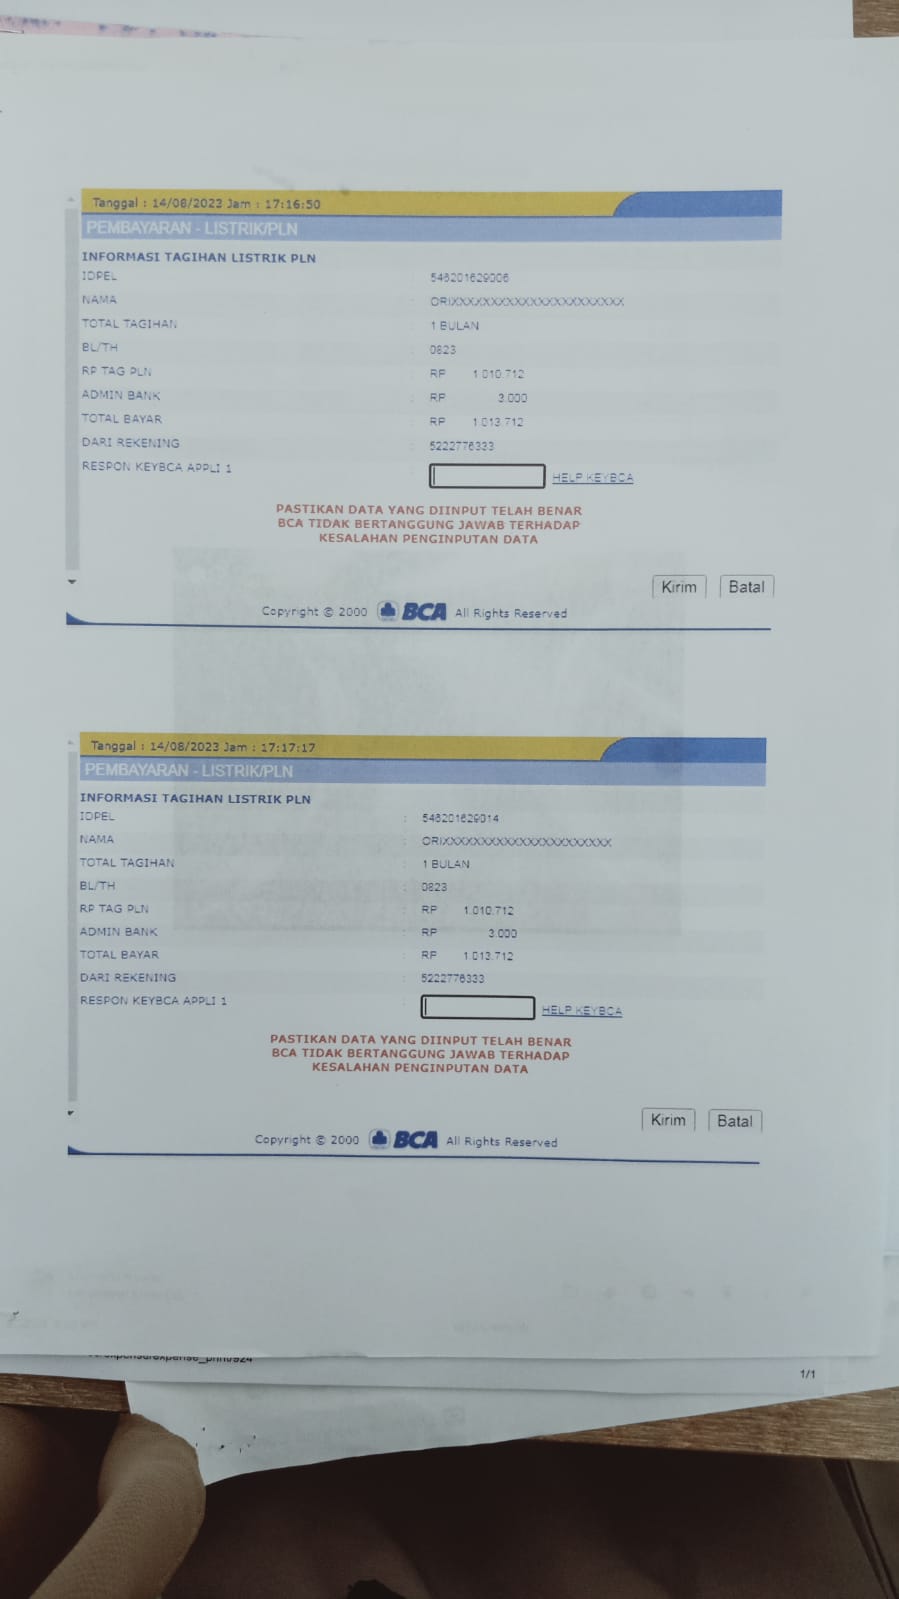 Tanggal : 14/08/2023 Jam : 17:16:50
PEMBAYARAN - LISTRIK/PLN
INFORMASI TAGIHAN LISTRIK PLN
IDPEL : 546201629006
NAMA : ORIXXXXXXXXXXXXXXXXXXXXXX
TOTAL TAGIHAN : 1 BULAN
BL/TH : 0823
RP TAG PLN : RP 1.010.712
ADMIN BANK : RP 3.000
TOTAL BAYAR : RP 1.013.712
DARI REKENING : 5222776333
RESPON KEYBCA APPLI 1 : HELP KEYBCA
PASTIKAN DATA YANG DIINPUT TELAH BENAR
BCA TIDAK BERTANGGUNG JAWAB TERHADAP
KESALAHAN PENGINPUTAN DATA
Kirim Batal
Copyright © 2000 BCA All Rights Reserved
Tanggal : 14/08/2023 Jam : 17:17:17
PEMBAYARAN - LISTRIK/PLN
INFORMASI TAGIHAN LISTRIK PLN
IDPEL : 546201629014
NAMA : ORIXXXXXXXXXXXXXXXXXXXXXX
TOTAL TAGIHAN : 1 BULAN
BL/TH : 0823
RP TAG PLN : RP 1.010.712
ADMIN BANK : RP 3.000
TOTAL BAYAR : RP 1.013.712
DARI REKENING : 5222776333
RESPON KEYBCA APPLI 1 : HELP KEYBCA
PASTIKAN DATA YANG DIINPUT TELAH BENAR
BCA TIDAK BERTANGGUNG JAWAB TERHADAP
KESALAHAN PENGINPUTAN DATA
Kirim Batal
Copyright © 2000 BCA All Rights Reserved
1/1